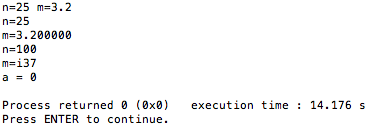 n=25 m=3.2
n=25
m=3.200000
n=100
m=i37
a = 0
Process returned 0 (0x0)   execution time : 14.176 s
Press ENTER to continue.